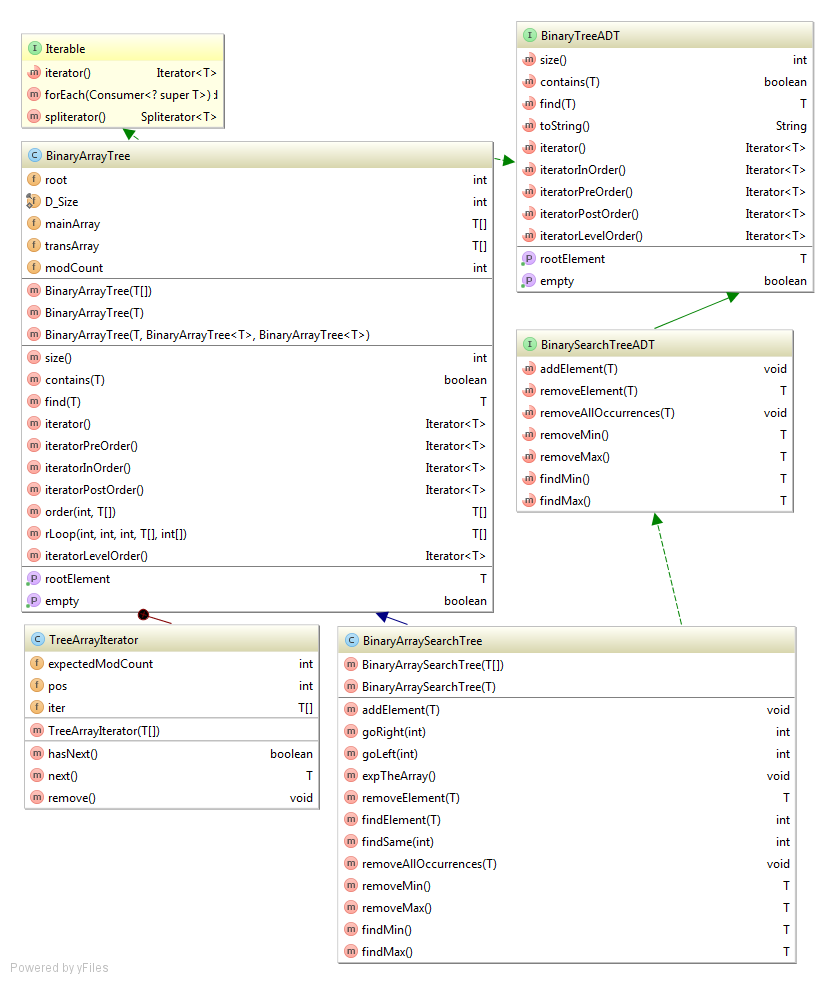 Iterable
iterator() Iterator<T>
forEach(Consumer<? super T>)
spliterator() Spliterator<T>
BinaryTreeADT
size() int
contains(T) boolean
find(T) T
toString() String
iterator() Iterator<T>
iteratorInOrder() Iterator<T>
iteratorPreOrder() Iterator<T>
iteratorPostOrder() Iterator<T>
iteratorLevelOrder() Iterator<T>
rootElement T
empty boolean
BinaryArrayTree
root int
D_Size int
mainArray T[]
transArray T[]
modCount int
BinaryArrayTree(T[])
BinaryArrayTree(T)
BinaryArrayTree(T, BinaryArrayTree<T>, BinaryArrayTree<T>)
size() int
contains(T) boolean
find(T) T
iterator() Iterator<T>
iteratorPreOrder() Iterator<T>
iteratorInOrder() Iterator<T>
iteratorPostOrder() Iterator<T>
order(int, T[]) T[]
rLoop(int, int, int, T[], int[]) T[]
iteratorLevelOrder() Iterator<T>
rootElement T
empty boolean
BinarySearchTreeADT
addElement(T) void
removeElement(T) T
removeAllOccurrences(T) void
removeMin() T
removeMax() T
findMin() T
findMax() T
TreeArrayIterator
expectedModCount int
pos int
iter T[]
TreeArrayIterator(T[])
hasNext() boolean
next() T
remove() void
BinaryArraySearchTree
BinaryArraySearchTree(T[])
BinaryArraySearchTree(T)
addElement(T) void
goRight(int) int
goLeft(int) int
expTheArray() void
removeElement(T) T
findElement(T) int
findSame(int) int
removeAllOccurrences(T) void
removeMin() T
removeMax() T
findMin() T
findMax() T
Powered by yFiles